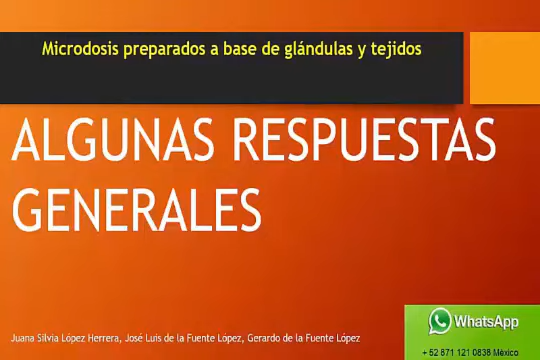 Microdosis preparados a base de glándulas y tejidos
ALGUNAS RESPUESTAS
GENERALES
WhatsApp
Juana Silvia López Herrera, José Luis de la Fuente López, Gerardo de la Fuente López
+ 52 871 121 0838 México